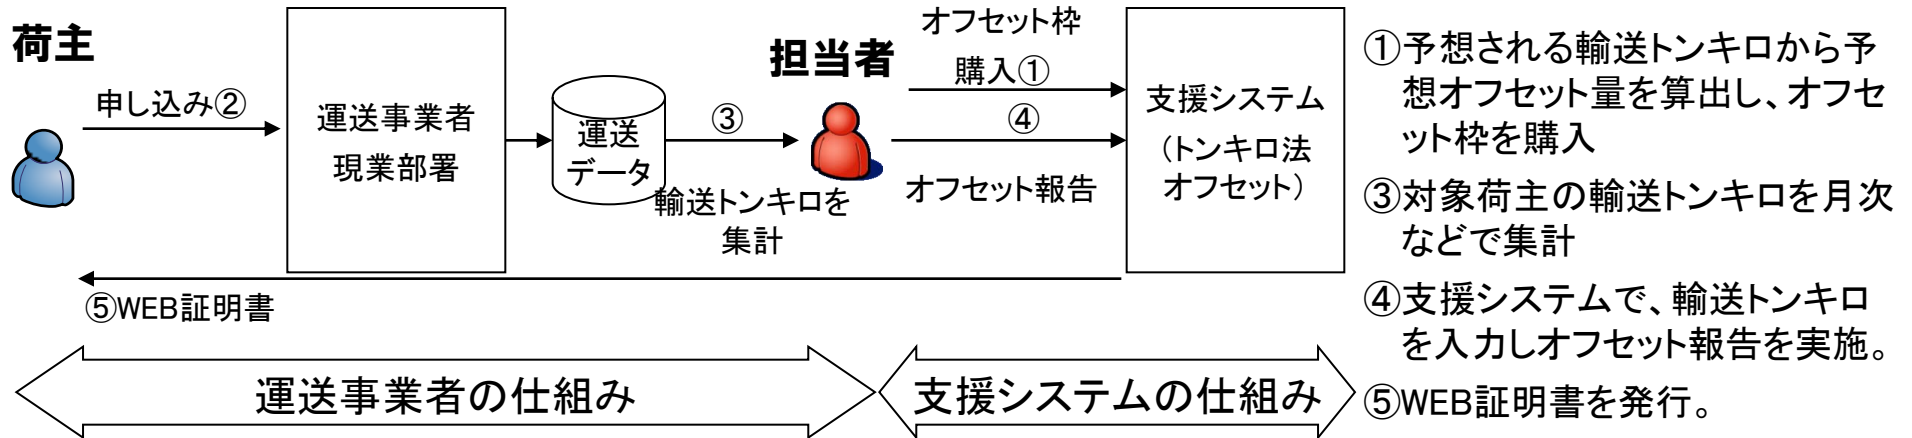 荷主
申し込み②
運送事業者
現業部署
運送
データ
③
輸送トンキロを
集計
担当者
オフセット枠
購入①
④
オフセット報告
支援システム
（トンキロ法
オフセット）
⑤WEB証明書
運送事業者の仕組み
支援システムの仕組み
①予想される輸送トンキロから予
想オフセット量を算出し、オフセ
ット枠を購入
③対象荷主の輸送トンキロを月次
などで集計
④支援システムで、輸送トンキロ
を入力しオフセット報告を実施。
⑤WEB証明書を発行。